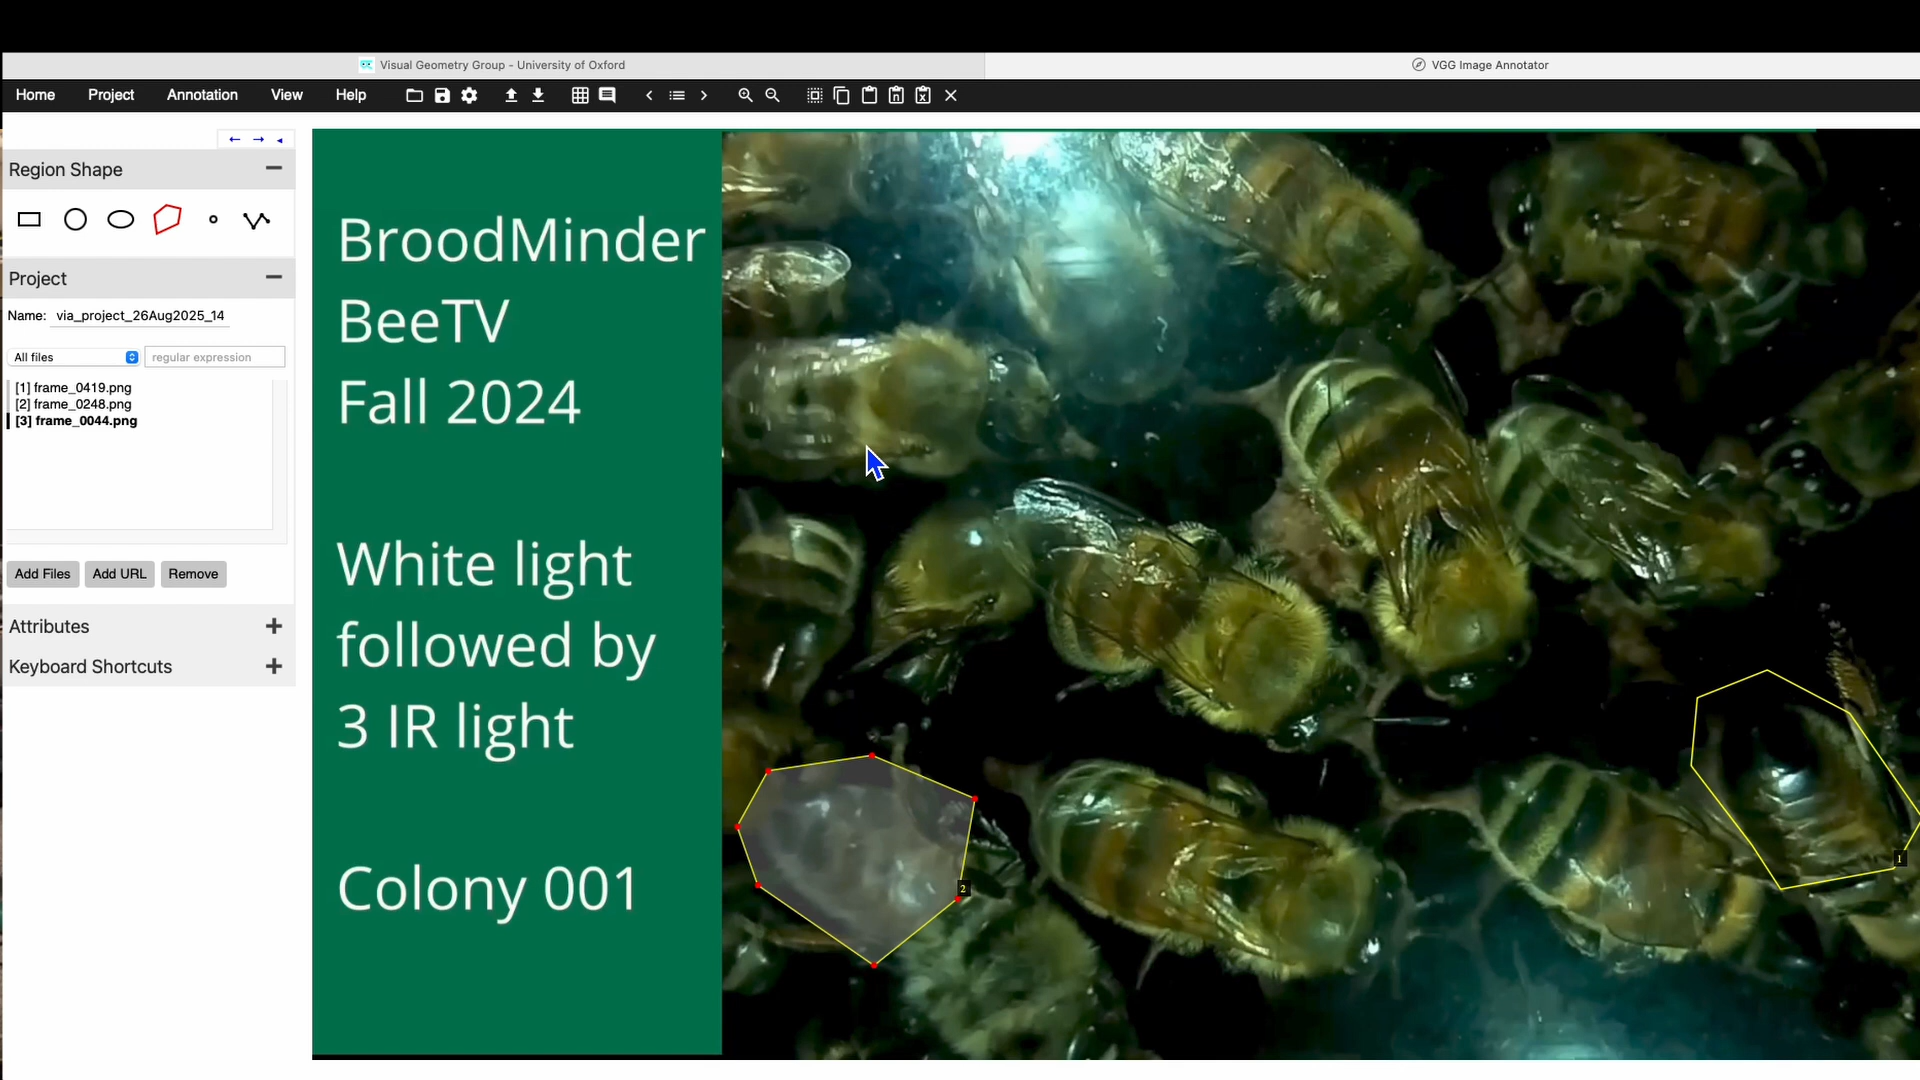 Visual Geometry Group - University of Oxford
VGG Image Annotator
Home Project Annotation View Help
Region Shape
Project
Name: via_project_26Aug2025_14
All files regular expression
[1] frame_0419.png
[2] frame_0248.png
[3] frame_0044.png
Add Files Add URL Remove
Attributes
Keyboard Shortcuts
BroodMinder
BeeTV
Fall 2024
White light
followed by
3 IR light
Colony 001
2
1